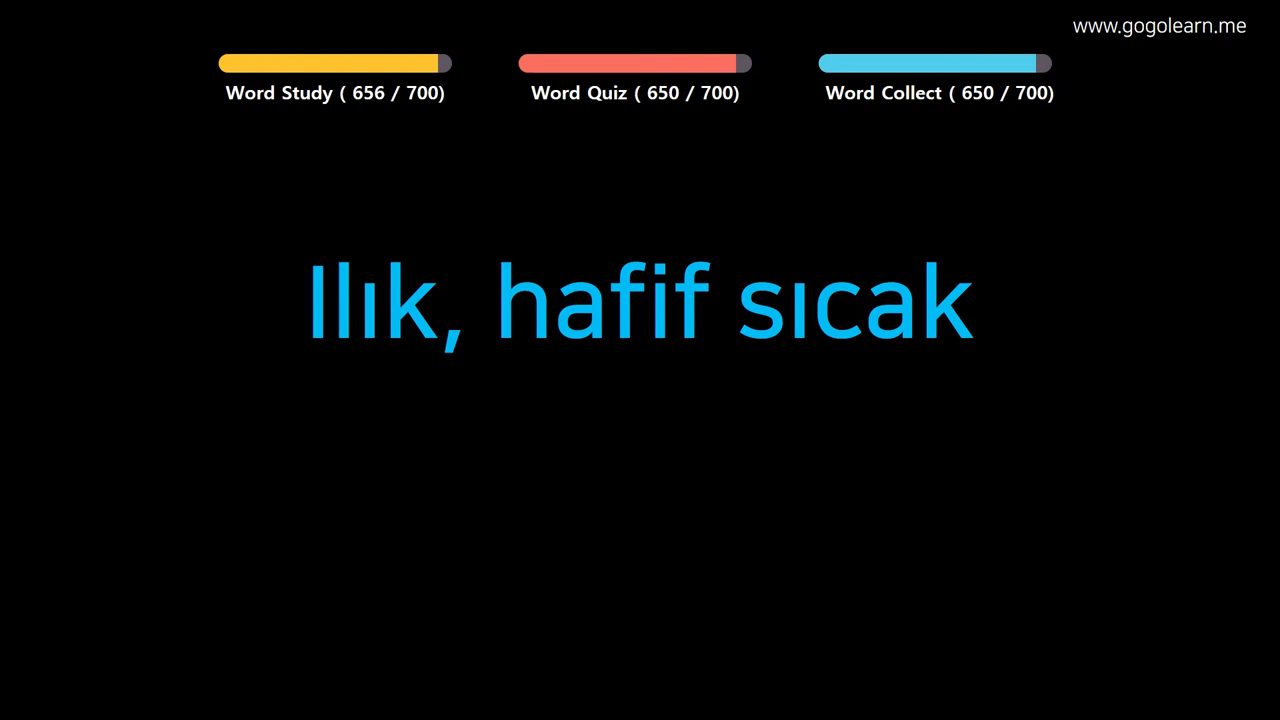 www.gogolearn.me
Word Study ( 656 / 700)
Word Quiz ( 650 / 700)
Word Collect ( 650 / 700)
Ilık, hafif sıcak